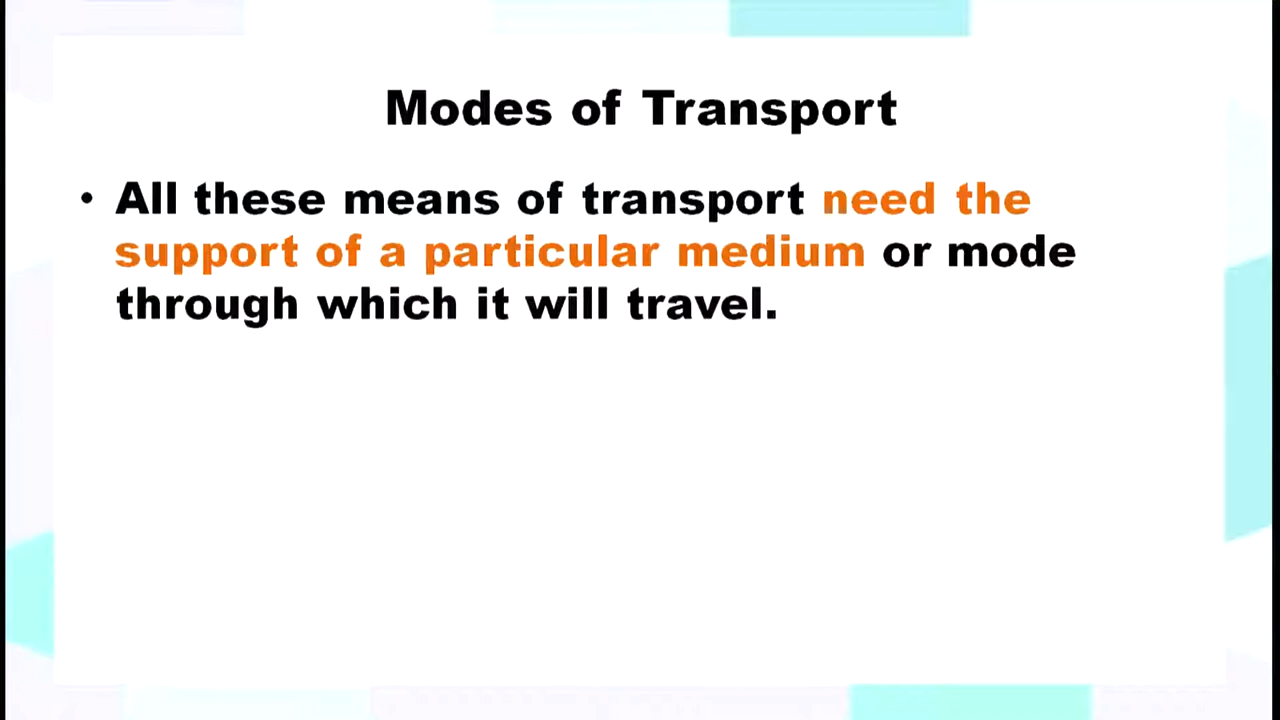 Modes of Transport
• All these means of transport need the
support of a particular medium or mode
through which it will travel.